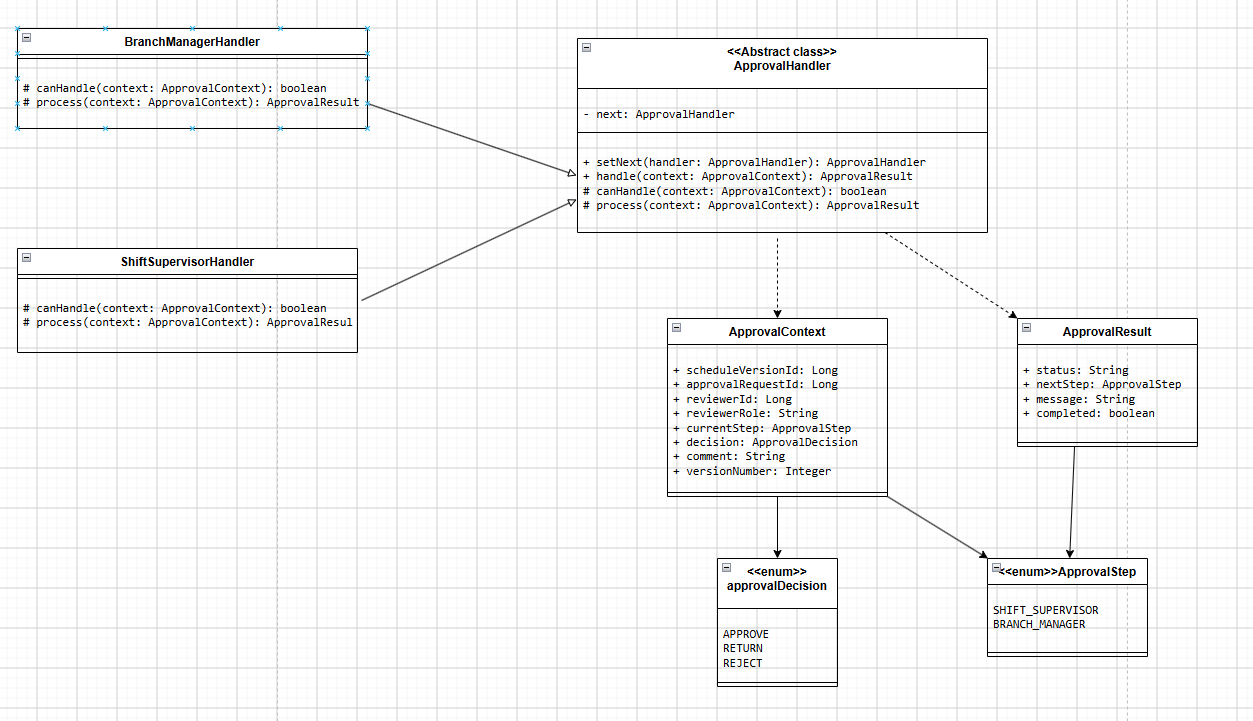 BranchManagerHandler
# canHandle(context: ApprovalContext): boolean
# process(context: ApprovalContext): ApprovalResult
<<Abstract class>>
ApprovalHandler
- next: ApprovalHandler
+ setNext(handler: ApprovalHandler): ApprovalHandler
+ handle(context: ApprovalContext): ApprovalResult
# canHandle(context: ApprovalContext): boolean
# process(context: ApprovalContext): ApprovalResult
ShiftSupervisorHandler
# canHandle(context: ApprovalContext): boolean
# process(context: ApprovalContext): ApprovalResul
ApprovalContext
+ scheduleVersionId: Long
+ approvalRequestId: Long
+ reviewerId: Long
+ reviewerRole: String
+ currentStep: ApprovalStep
+ decision: ApprovalDecision
+ comment: String
+ versionNumber: Integer
ApprovalResult
+ status: String
+ nextStep: ApprovalStep
+ message: String
+ completed: boolean
<<enum>>
approvalDecision
APPROVE
RETURN
REJECT
<<enum>>ApprovalStep
SHIFT_SUPERVISOR
BRANCH_MANAGER